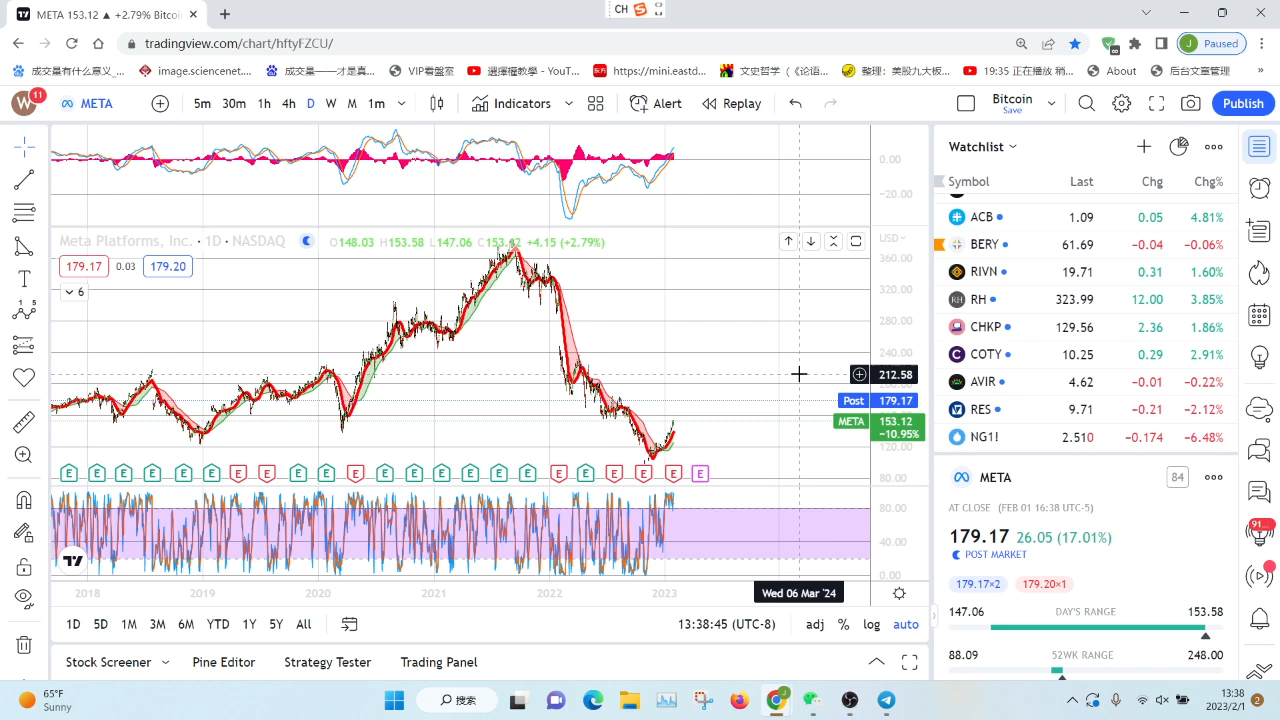 META 153.12 ▲ +2.79% Bitcoi
CH
tradingview.com/chart/hftyFZCU/
J Paused
成交量有什么意义_...
image.sciencenet....
成交量——才是真...
VIP看盤室
選擇權教學 - YouT...
https://mini.eastd...
文史哲学（《论语...
整理：美股九大板...
19:35 正在播放 稍...
About
后台文章管理
»
W 11
META
5m 30m 1h 4h D W M 1m
Indicators
Alert
Replay
Bitcoin
Save
Publish
Watchlist
Symbol Last Chg Chg%
ACB 1.09 0.05 4.81%
BERY 61.69 −0.04 −0.06%
RIVN 19.71 0.31 1.60%
RH RH 323.99 12.00 3.85%
CHKP 129.56 2.36 1.86%
COTY 10.25 0.29 2.91%
AVIR 4.62 −0.01 −0.22%
RES 9.71 −0.21 −2.12%
NG1! 2.510 −0.174 −6.48%
0.00
−20.00
Meta Platforms, Inc. · 1D · NASDAQ
O148.03 H153.58 L147.06 C153.12 +4.15 (+2.79%)
USD
179.17 0.03 179.20
6
360.00
320.00
280.00
240.00
212.58
Post 179.17
META 153.12
−10.95%
120.00
80.00
E E E E E E E E E E E E E E E E E E E E E E E
80.00
40.00
0.00
2018 2019 2020 2021 2022 2023
Wed 06 Mar '24
1D 5D 1M 3M 6M YTD 1Y 5Y All
13:38:45 (UTC-8)
adj % log auto
Stock Screener
Pine Editor
Strategy Tester
Trading Panel
META
84
AT CLOSE (FEB 01 16:38 UTC-5)
179.17 26.05 (17.01%)
POST MARKET
179.17×2 179.20×1
147.06 DAY'S RANGE 153.58
88.09 52WK RANGE 248.00
91...
65°F
Sunny
搜索
13:38
2023/2/1
2